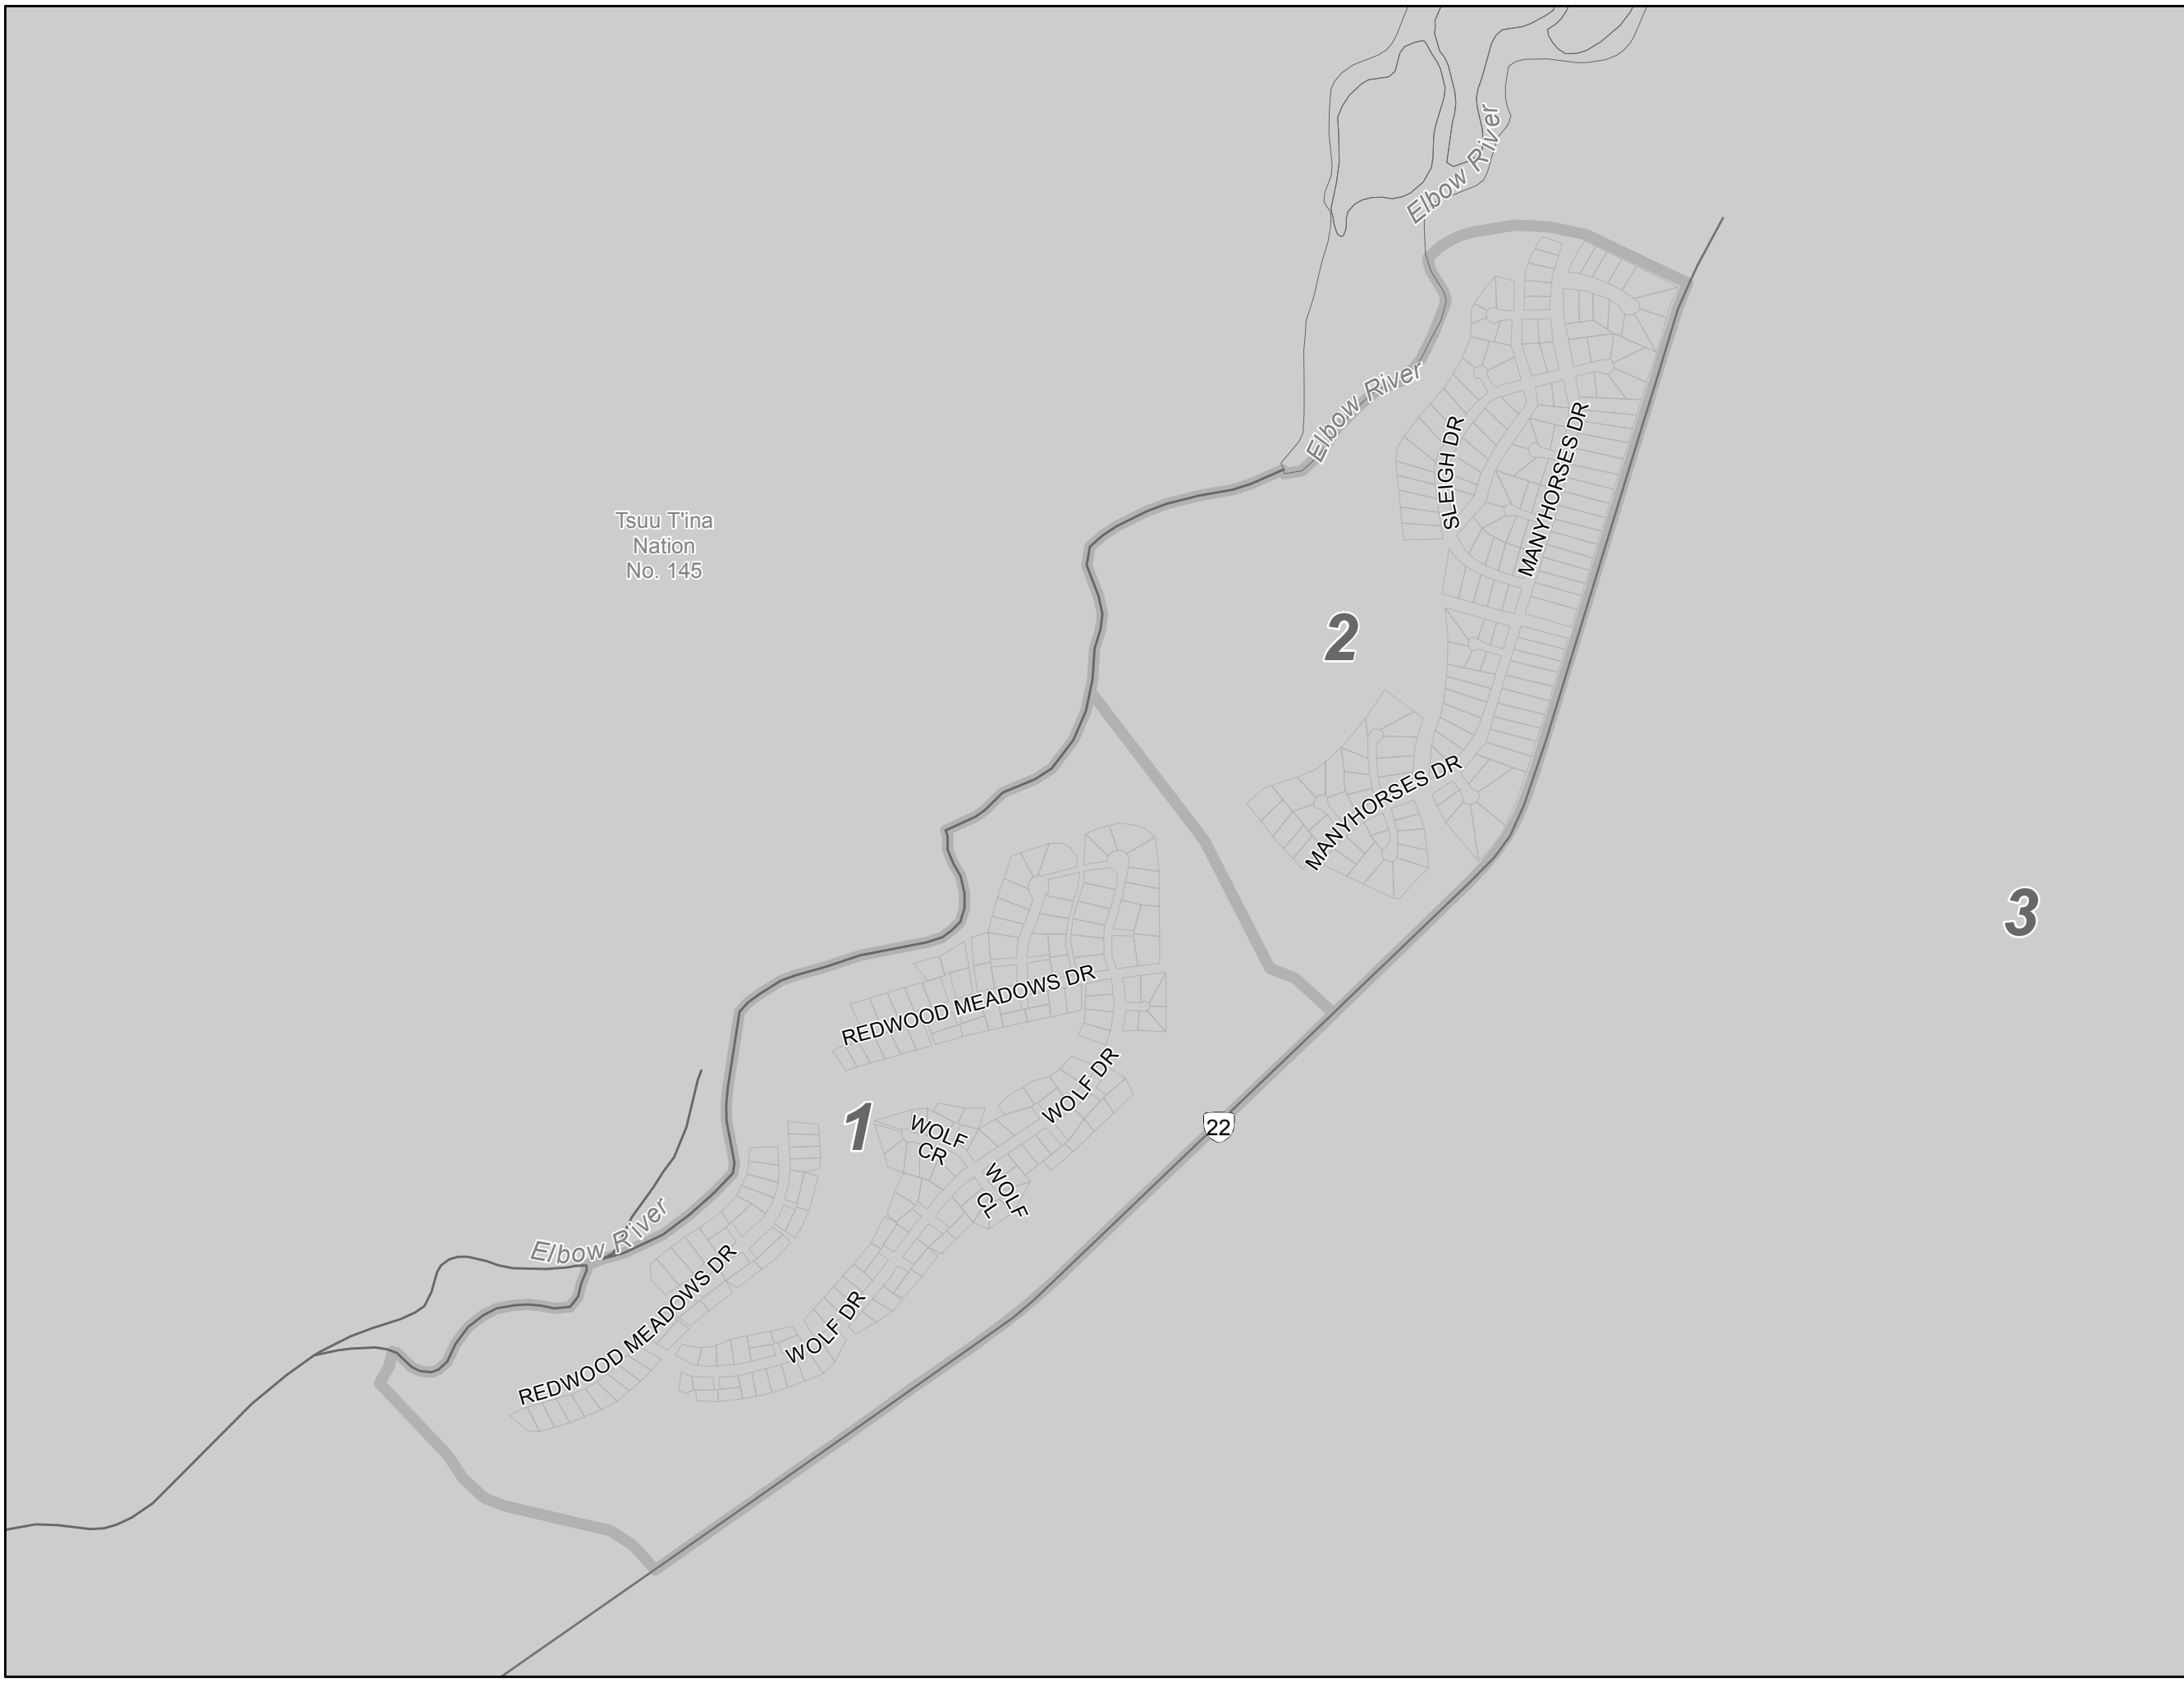 Elbow River
Elbow River
SLEIGH DR
MANYHORSES DR
Tsuu T'ina
Nation
No. 145
2
MANYHORSES DR
3
REDWOOD MEADOWS DR
WOLF DR
1
WOLF
CR
22
WOLF
CL
Elbow River
REDWOOD MEADOWS DR
WOLF DR